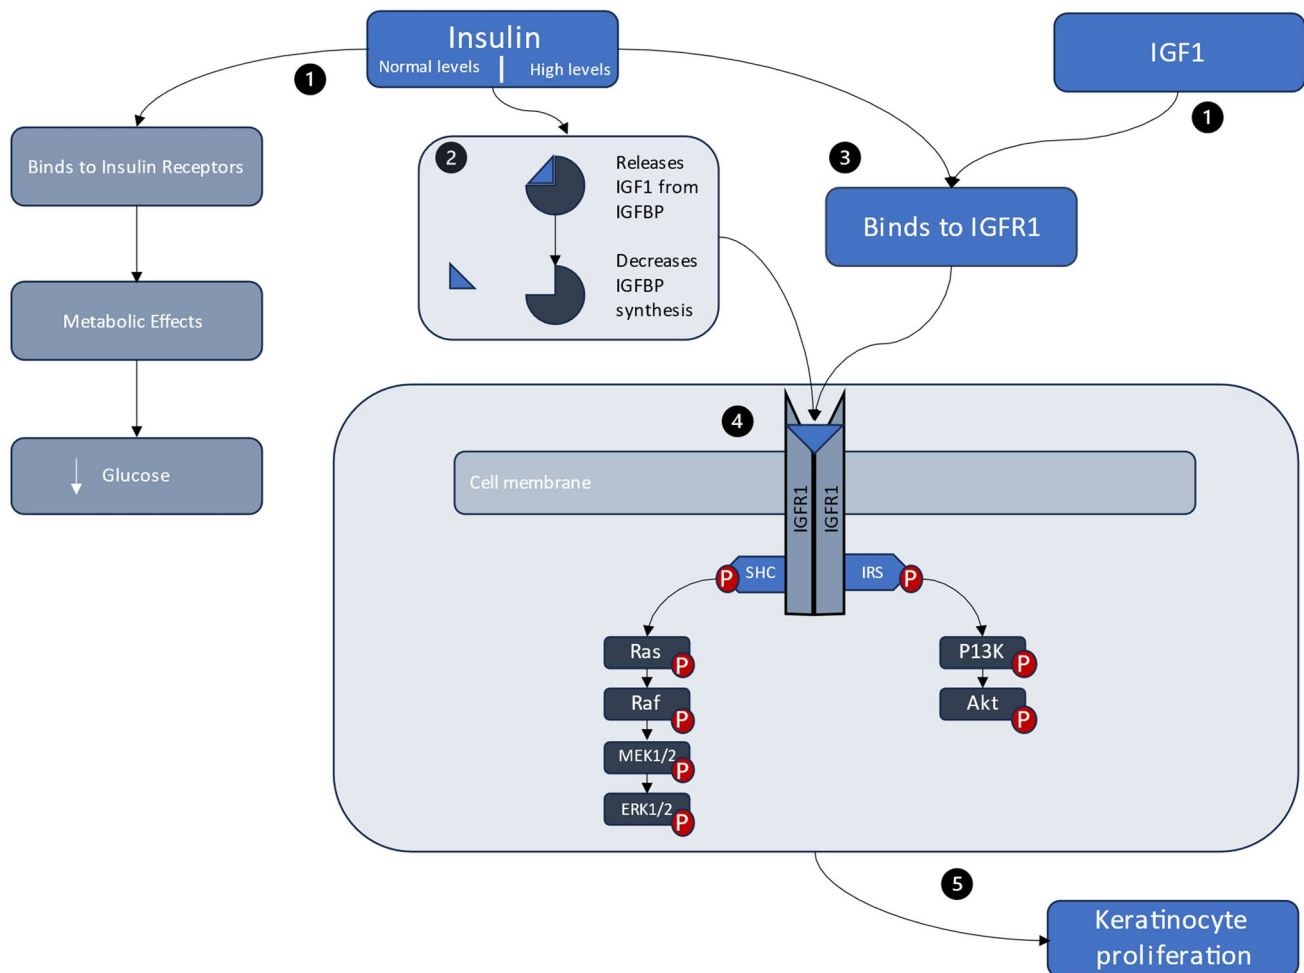 Insulin
Normal levels
High levels
IGF1
1
1
Binds to Insulin Receptors
2
Releases
IGF1 from
IGFBP
3
Binds to IGFR1
Decreases
IGFBP
synthesis
Metabolic Effects
Glucose
4
Cell membrane
IGFR1
IGFR1
P
SHC
IRS
P
Ras
P
P13K
P
Raf
P
Akt
P
MEK1/2
P
ERK1/2
P
5
Keratinocyte
proliferation